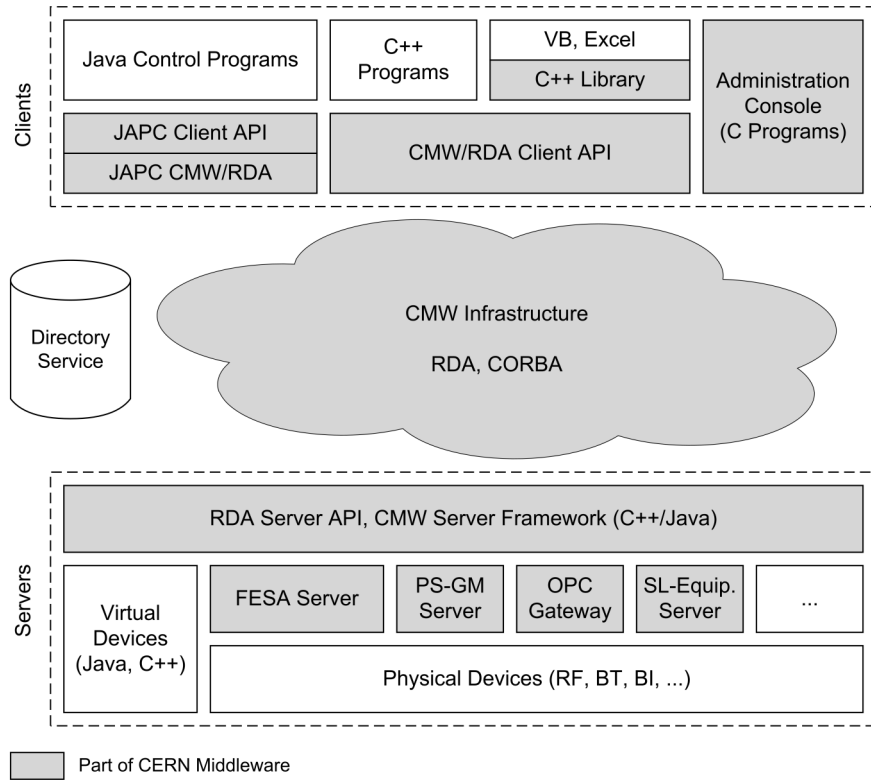 Clients
Java Control Programs
C++
Programs
VB, Excel
C++ Library
Administration
Console
(C Programs)
JAPC Client API
JAPC CMW/RDA
CMW/RDA Client API
Directory
Service
CMW Infrastructure
RDA, CORBA
Servers
RDA Server API, CMW Server Framework (C++/Java)
Virtual
Devices
(Java, C++)
FESA Server
PS-GM
Server
OPC
Gateway
SL-Equip.
Server
...
Physical Devices (RF, BT, BI, ...)
Part of CERN Middleware